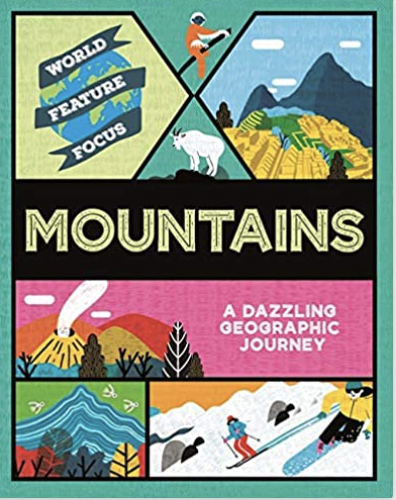 WORLD
FEATURE
FOCUS
MOUNTAINS
A DAZZLING
GEOGRAPHIC
JOURNEY